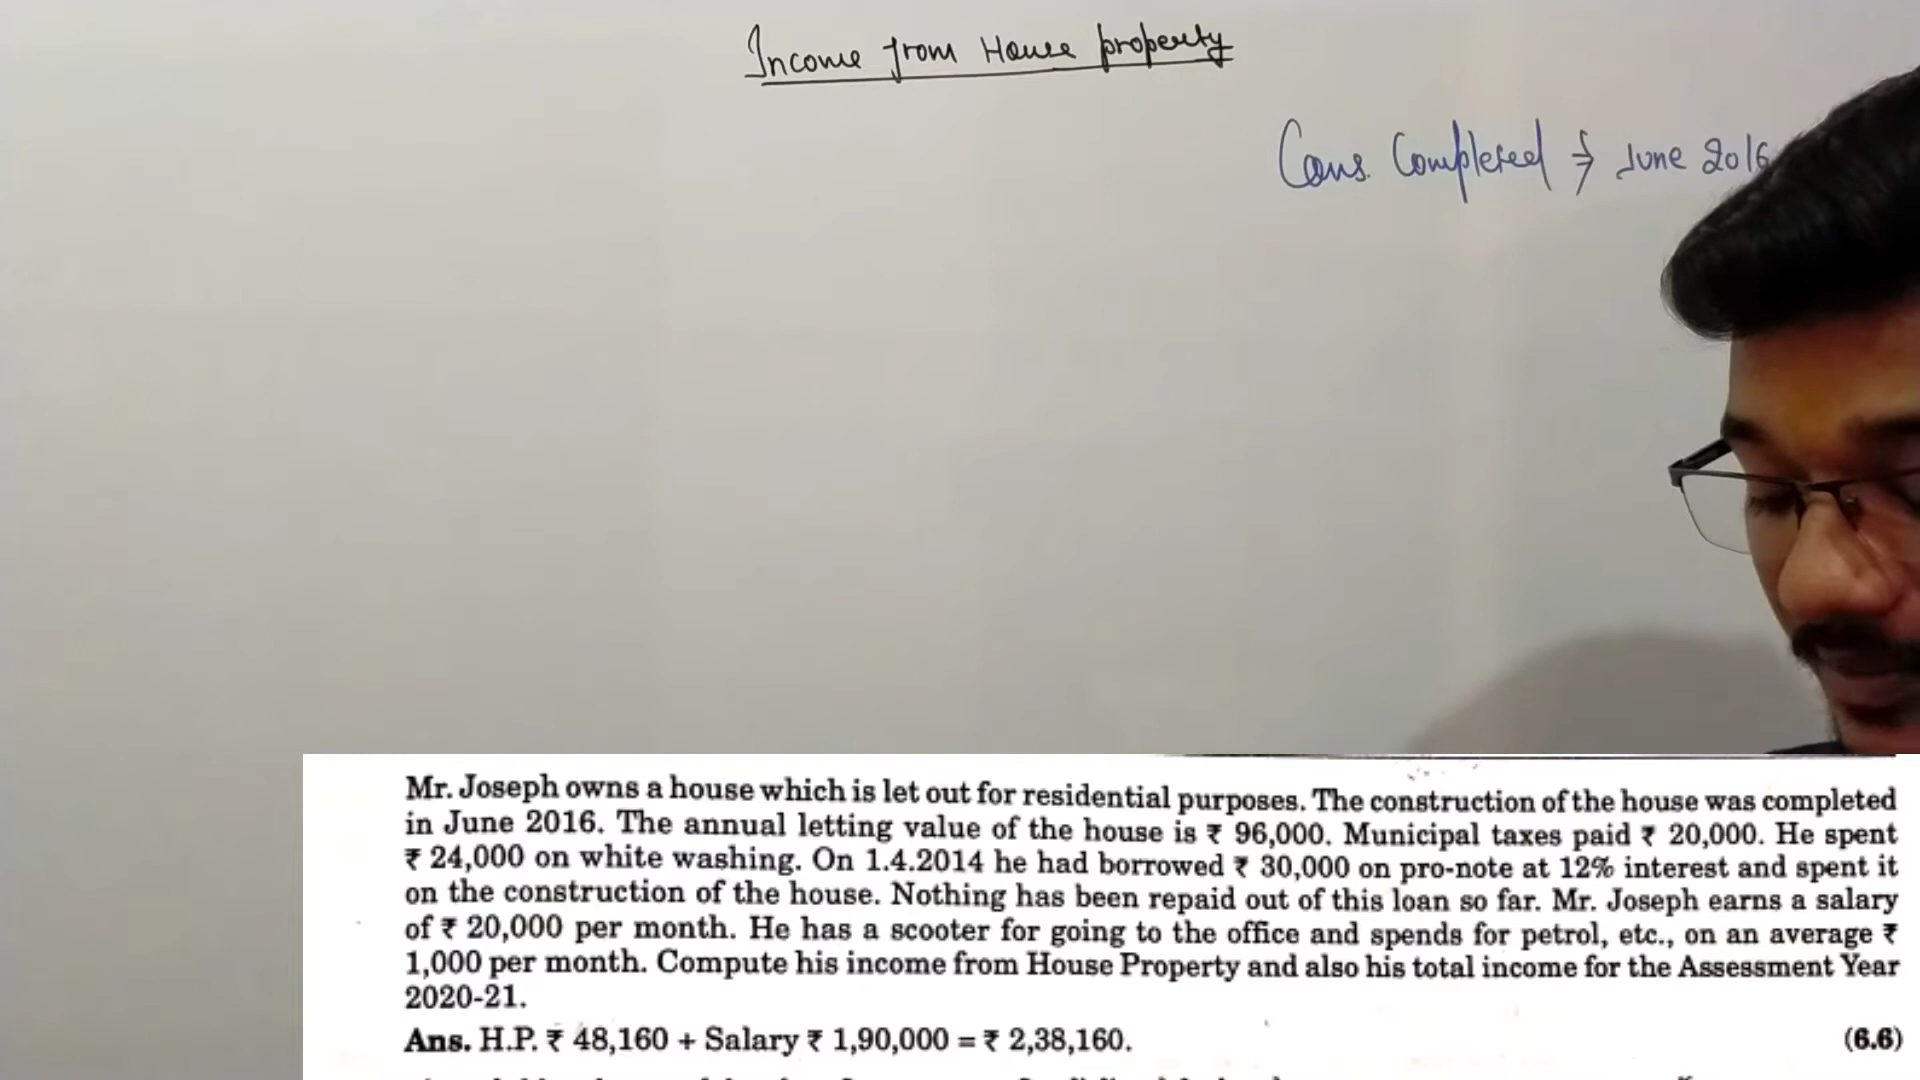 Income from House property
Cons. Completed ⇒ June 2016
Mr. Joseph owns a house which is let out for residential purposes. The construction of the house was completed
in June 2016. The annual letting value of the house is ₹ 96,000. Municipal taxes paid ₹ 20,000. He spent
₹ 24,000 on white washing. On 1.4.2014 he had borrowed ₹ 30,000 on pro-note at 12% interest and spent it
on the construction of the house. Nothing has been repaid out of this loan so far. Mr. Joseph earns a salary
of ₹ 20,000 per month. He has a scooter for going to the office and spends for petrol, etc., on an average ₹
1,000 per month. Compute his income from House Property and also his total income for the Assessment Year
2020-21.
Ans. H.P. ₹ 48,160 + Salary ₹ 1,90,000 = ₹ 2,38,160. (6.6)